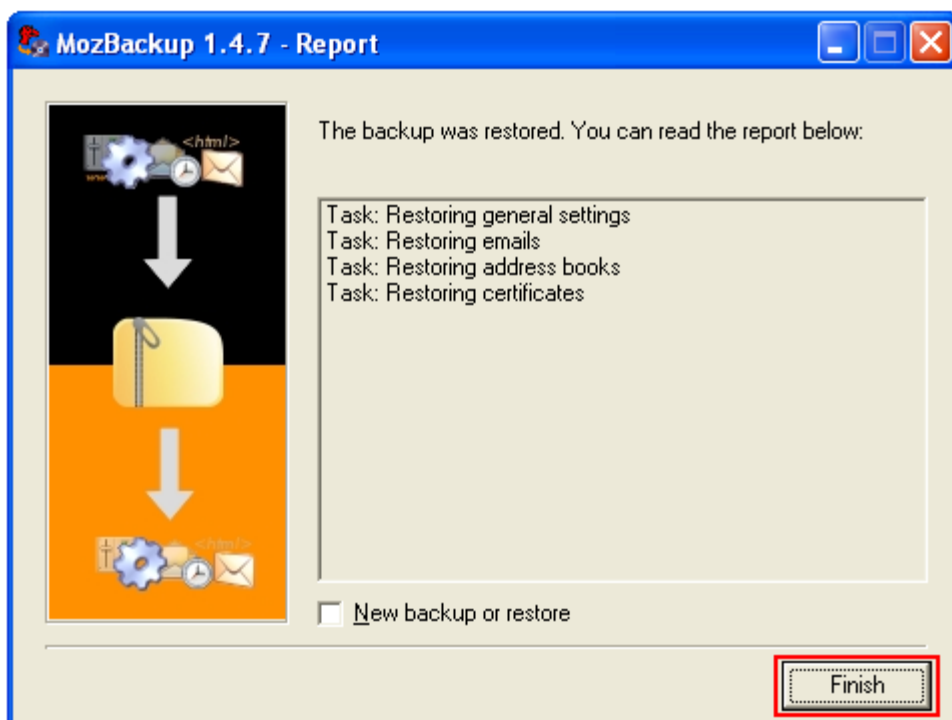 MozBackup 1.4.7 - Report
<html>
The backup was restored. You can read the report below:
Task: Restoring general settings
Task: Restoring emails
Task: Restoring address books
Task: Restoring certificates
<html>
New backup or restore
Finish